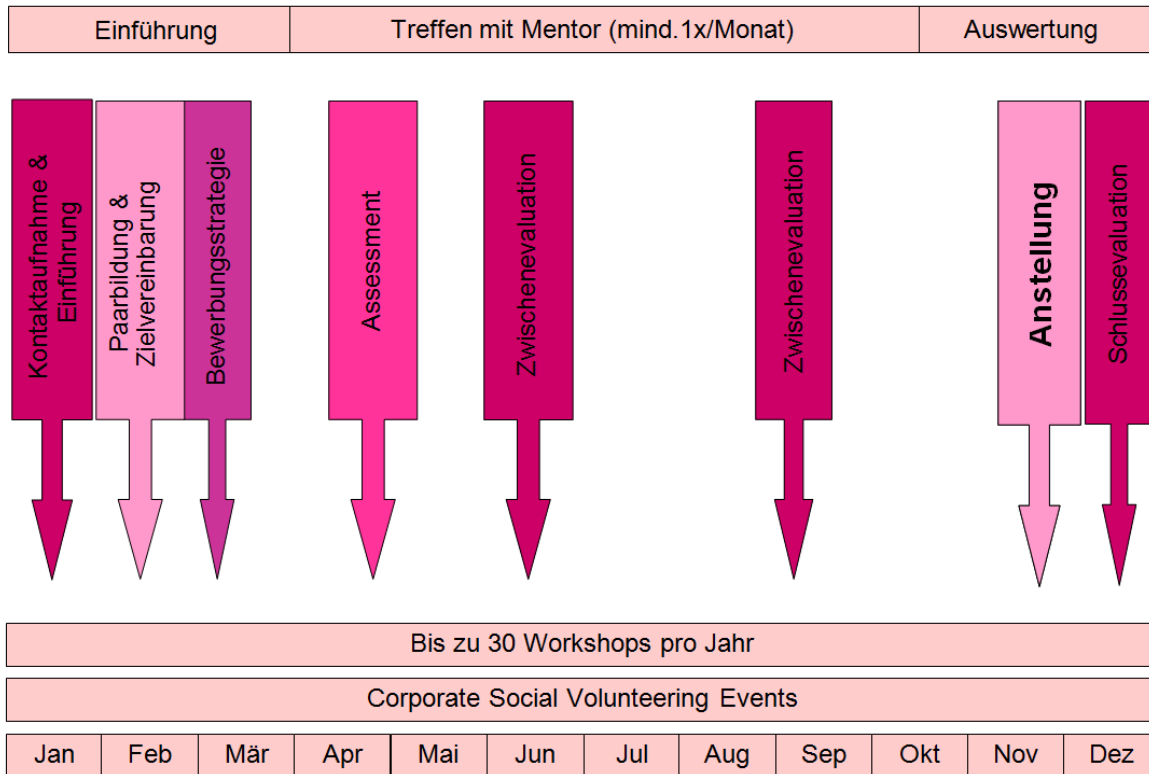 Einführung
Treffen mit Mentor (mind.1x/Monat)
Auswertung
Kontaktaufnahme &
Einführung
Paarbildung &
Zielvereinbarung
Bewerbungsstrategie
Assessment
Zwischenevaluation
Zwischenevaluation
Anstellung
Schlussevaluation
Bis zu 30 Workshops pro Jahr
Corporate Social Volunteering Events
Jan
Feb
Mär
Apr
Mai
Jun
Jul
Aug
Sep
Okt
Nov
Dez